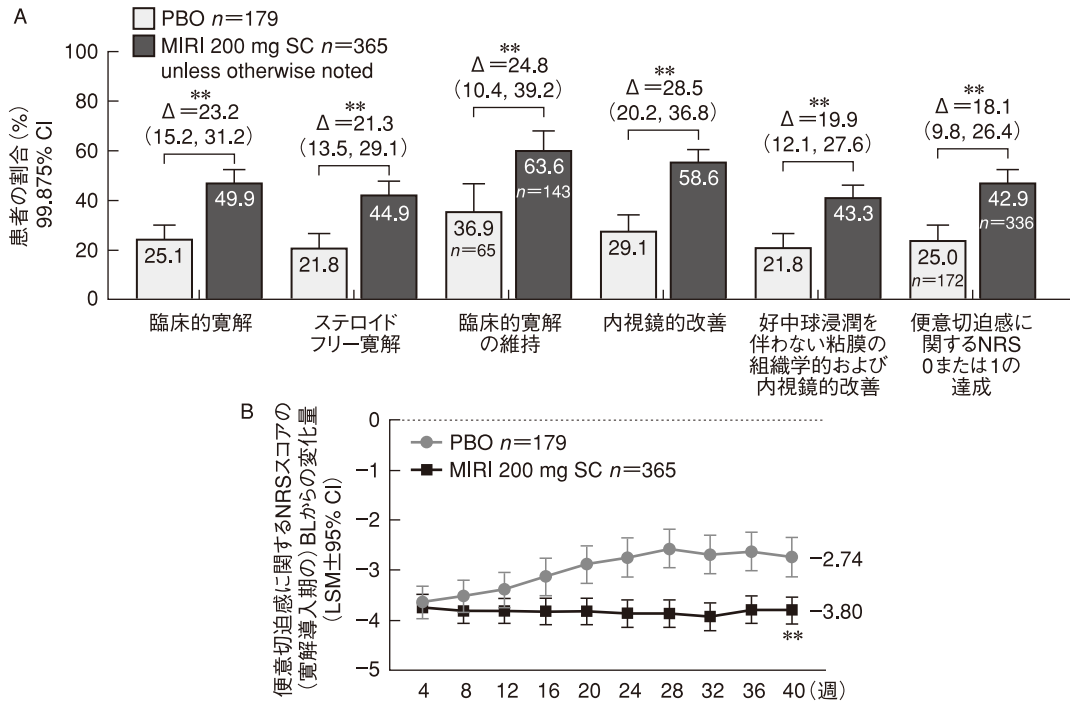 A
PBO n=179
MIRI 200 mg SC n=365
unless otherwise noted
患者の割合(%)
99.875% CI
100
80
60
40
20
0
**
Δ=23.2
(15.2, 31.2)
25.1
49.9
臨床的寛解
**
Δ=21.3
(13.5, 29.1)
21.8
44.9
ステロイド
フリー寛解
**
Δ=24.8
(10.4, 39.2)
36.9
n=65
63.6
n=143
臨床的寛解
の維持
**
Δ=28.5
(20.2, 36.8)
29.1
58.6
内視鏡的改善
**
Δ=19.9
(12.1, 27.6)
21.8
43.3
好中球浸潤を
伴わない粘膜の
組織学的および
内視鏡的改善
**
Δ=18.1
(9.8, 26.4)
25.0
n=172
42.9
n=336
便意切迫感に
関するNRS
0または1の
達成
B
便意切迫感に関するNRSスコアの
(寛解導入期の)BLからの変化量
(LSM±95% CI)
0
−1
−2
−3
−4
−5
PBO n=179
MIRI 200 mg SC n=365
−2.74
−3.80
**
4 8 12 16 20 24 28 32 36 40(週)